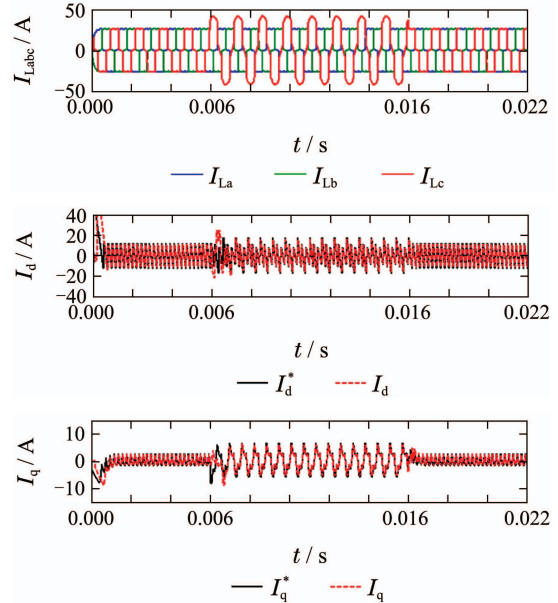 I_Labc / A
50
0
50
0.000 0.006 0.016 0.022
t / s
I_La I_Lb I_Lc
I_d / A
40
20
0
−20
−40
0.000 0.006 0.016 0.022
t / s
I_d^* I_d
I_q / A
10
0
−10
0.000 0.006 0.016 0.022
t / s
I_q^* I_q